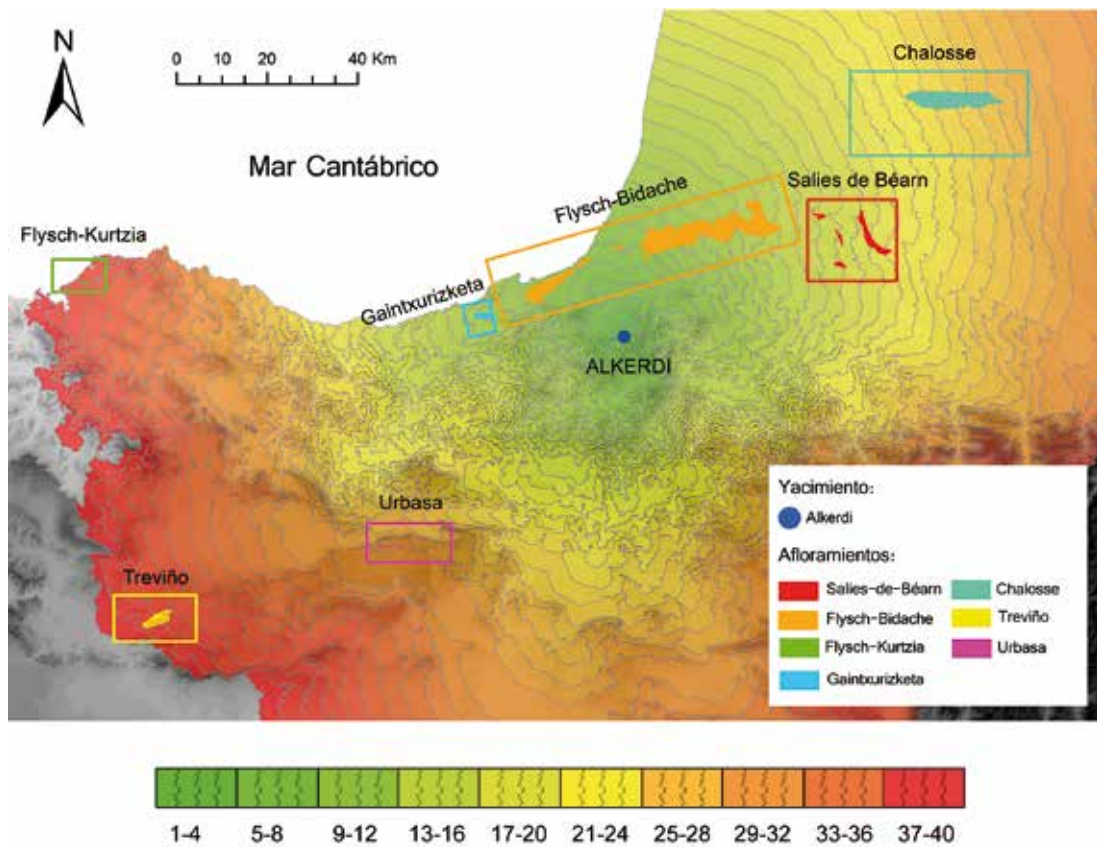 N
0 10 20 40 Km
Chalosse
Mar Cantábrico
Salies de Béarn
Flysch-Bidache
Flysch-Kurtzia
Gaintxurizketa
ALKERDI
Urbasa
Treviño
Yacimiento:
Alkerdi
Afloramientos:
Salies-de-Béarn
Chalosse
Flysch-Bidache
Treviño
Flysch-Kurtzia
Urbasa
Gaintxurizketa
1-4 5-8 9-12 13-16 17-20 21-24 25-28 29-32 33-36 37-40